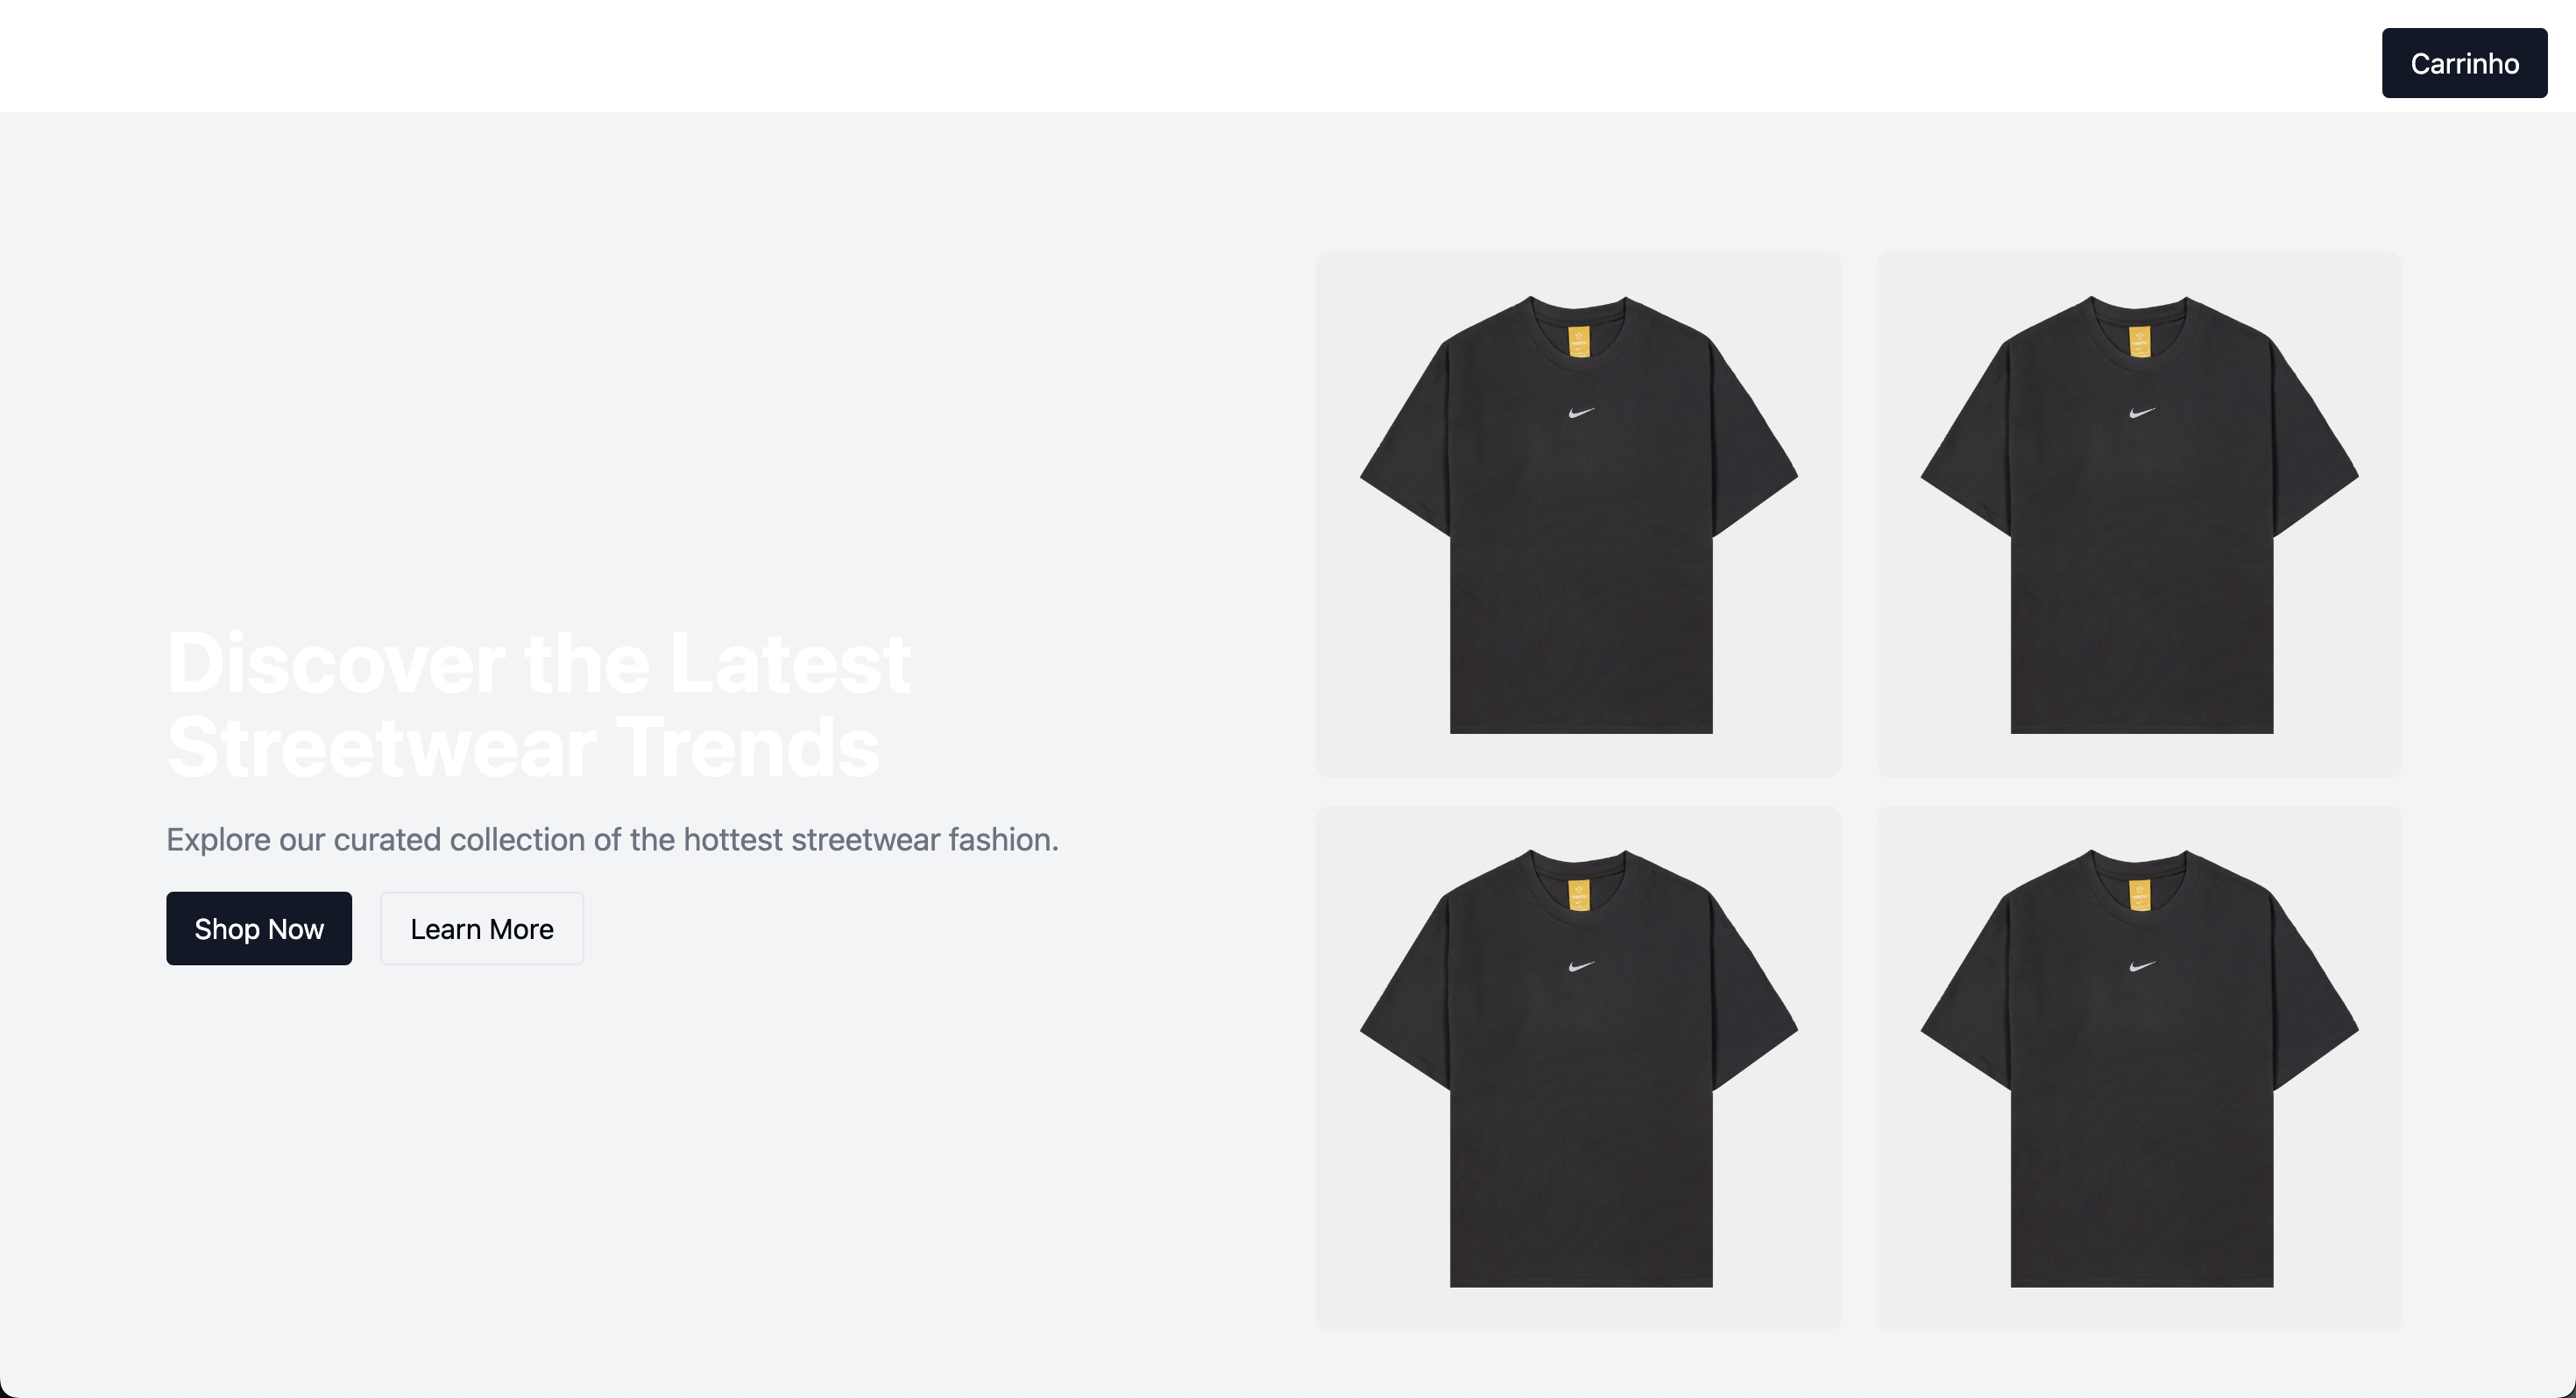 Carrinho
Discover the Latest
Streetwear Trends
Explore our curated collection of the hottest streetwear fashion.
Shop Now
Learn More